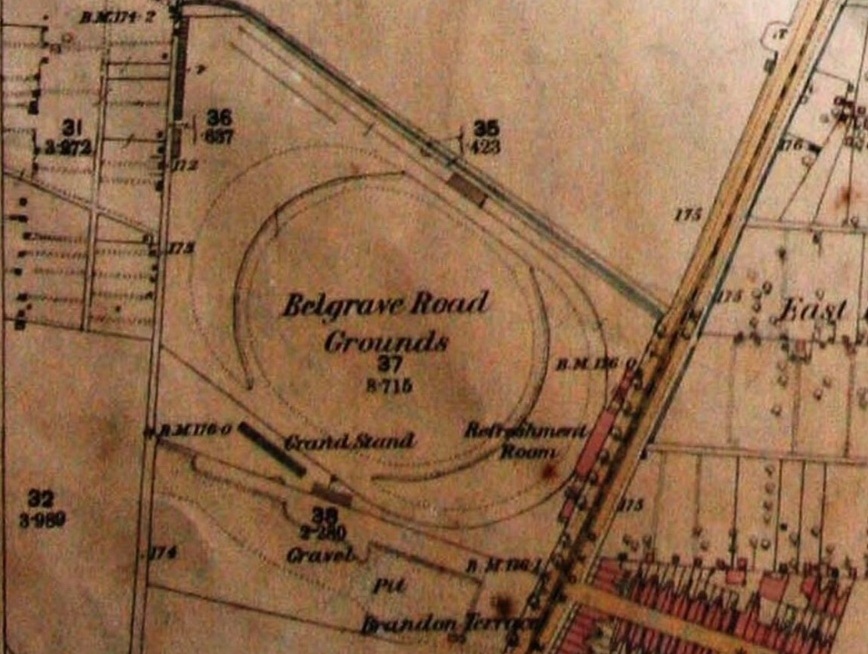 B.M.174·2
31
2·972
36
·637
35
·423
172
173
175
176
175
Belgrave Road
Grounds
37
8·715
East
B.M.176·0
B.M.176·0
Grand Stand
Refreshment
Room
32
3·989
38
2·280
Gravel
Pit
174
175
B.M.176·1
Brandon Terrace